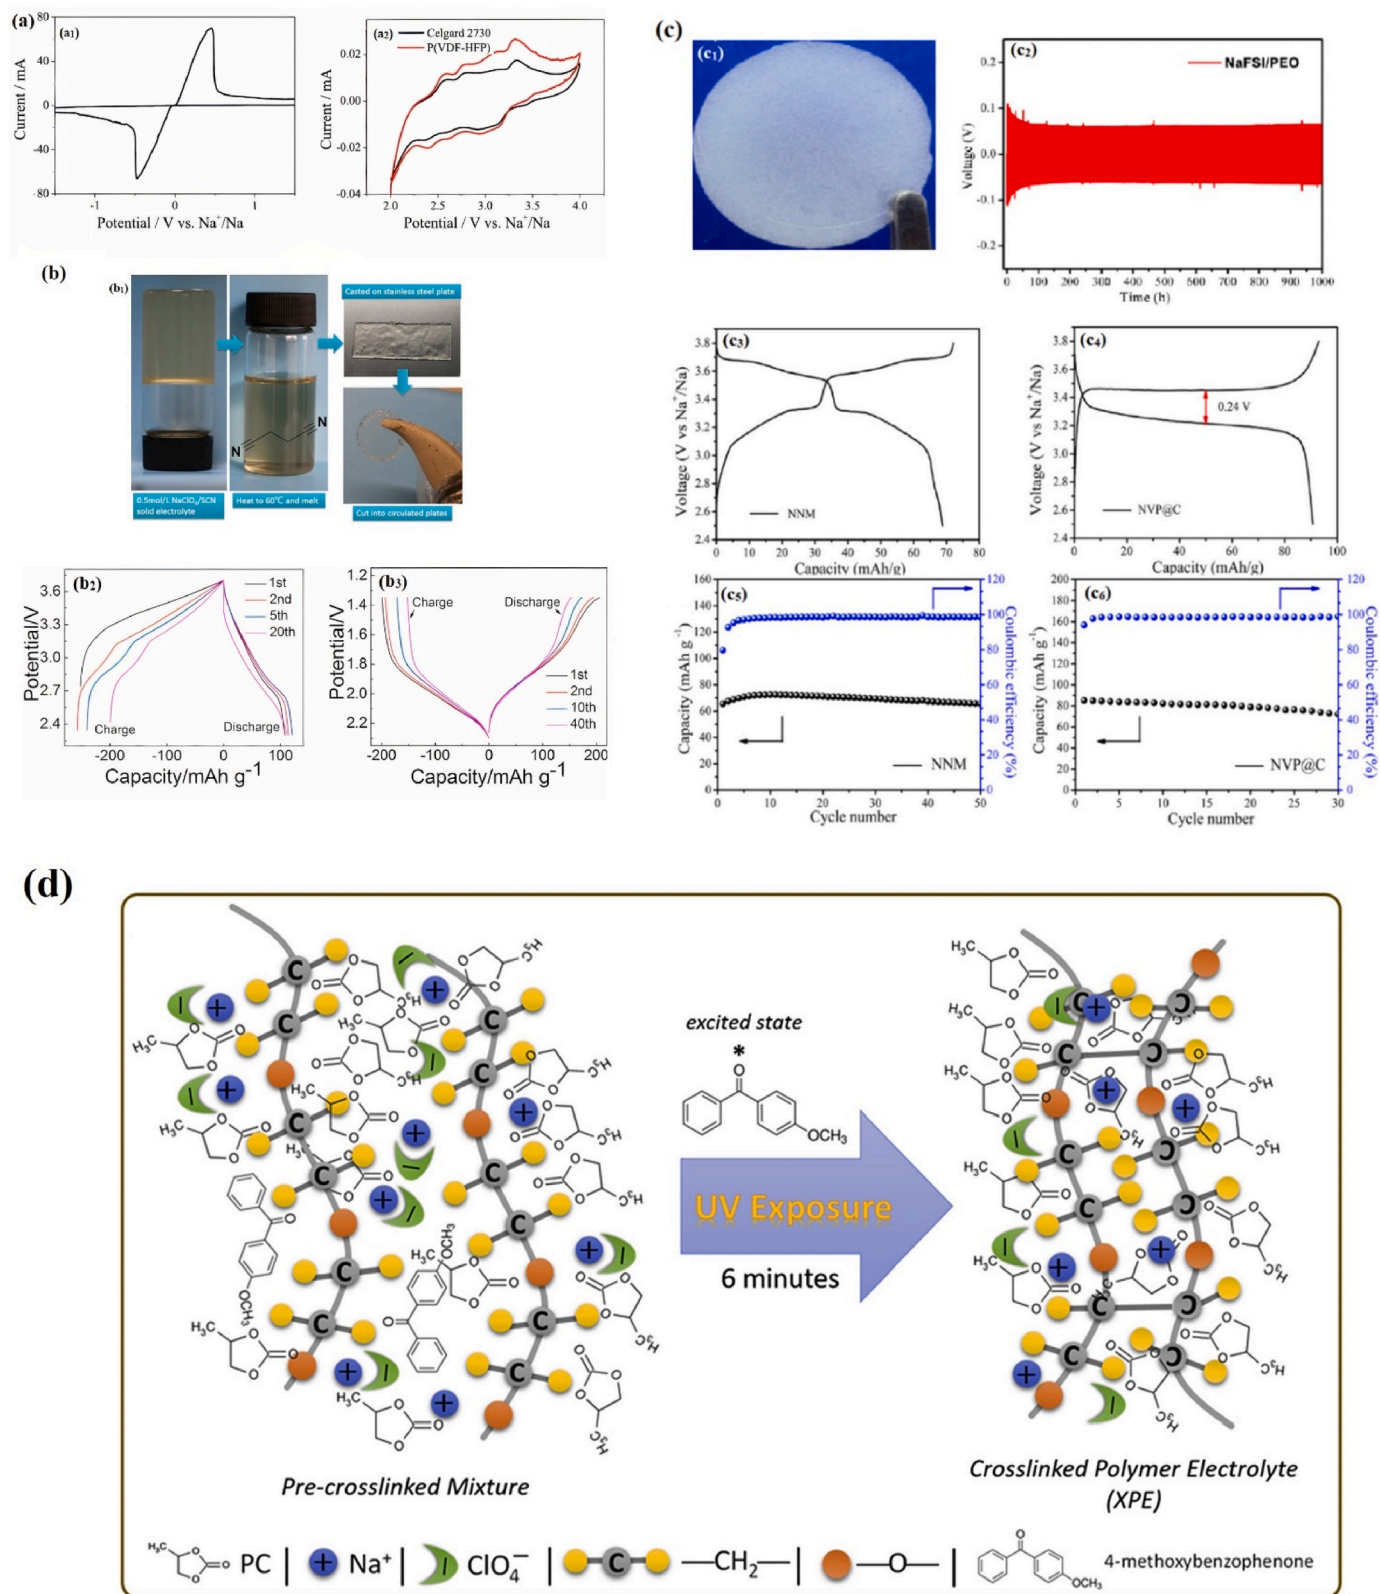 (a)
(a₁)
80
40
0
-40
-80
Current / mA
-1
0
1
Potential / V vs. Na⁺/Na
(a₂)
Celgard 2730
P(VDF-HFP)
0.02
0.00
-0.02
-0.04
Current / mA
2.0
2.5
3.0
3.5
4.0
Potential / V vs. Na⁺/Na
(b)
(b₁)
Casted on stainless steel plate
N
N
0.5mol/L NaClO₄/SCN
solid electrolyte
Heat to 60℃ and melt
Cut into circulated plates
(b₂)
1st
2nd
5th
20th
3.6
3.3
3.0
2.7
2.4
Potential/V
Charge
Discharge
-200
-100
0
100
Capacity/mAh g⁻¹
(b₃)
1.2
1.4
1.6
1.8
2.0
2.2
Potential/V
Charge
Discharge
1st
2nd
10th
40th
-200
-100
0
100
200
Capacity/mAh g⁻¹
(c)
(c₁)
(c₂)
NaFSI/PEO
0.2
0.1
0.0
-0.1
-0.2
Voltage (V)
0 100 200 300 400 500 600 700 800 900 1000
Time (h)
(c₃)
3.8
3.6
3.4
3.2
3.0
2.8
2.6
2.4
Voltage (V vs Na⁺/Na)
NNM
0 10 20 30 40 50 60 70 80
Capacity (mAh/g)
(c₄)
3.8
3.6
3.4
3.2
3.0
2.8
2.6
2.4
Voltage (V vs Na⁺/Na)
0.24 V
NVP@C
0 20 40 60 80 100
Capacity (mAh/g)
(c₅)
160
140
120
100
80
60
40
20
0
Capacity (mAh g⁻¹)
120
100
80
60
40
20
0
Coulombic efficiency (%)
NNM
0 10 20 30 40 50
Cycle number
(c₆)
200
180
160
140
120
100
80
60
40
20
0
Capacity (mAh g⁻¹)
120
100
80
60
40
20
0
Coulombic efficiency (%)
NVP@C
0 5 10 15 20 25 30
Cycle number
(d)
excited state
*
O
OCH₃
UV Exposure
6 minutes
Pre-crosslinked Mixture
Crosslinked Polymer Electrolyte
(XPE)
H₃C
PC
Na⁺
ClO₄⁻
C
—CH₂—
—O—
OCH₃
4-methoxybenzophenone